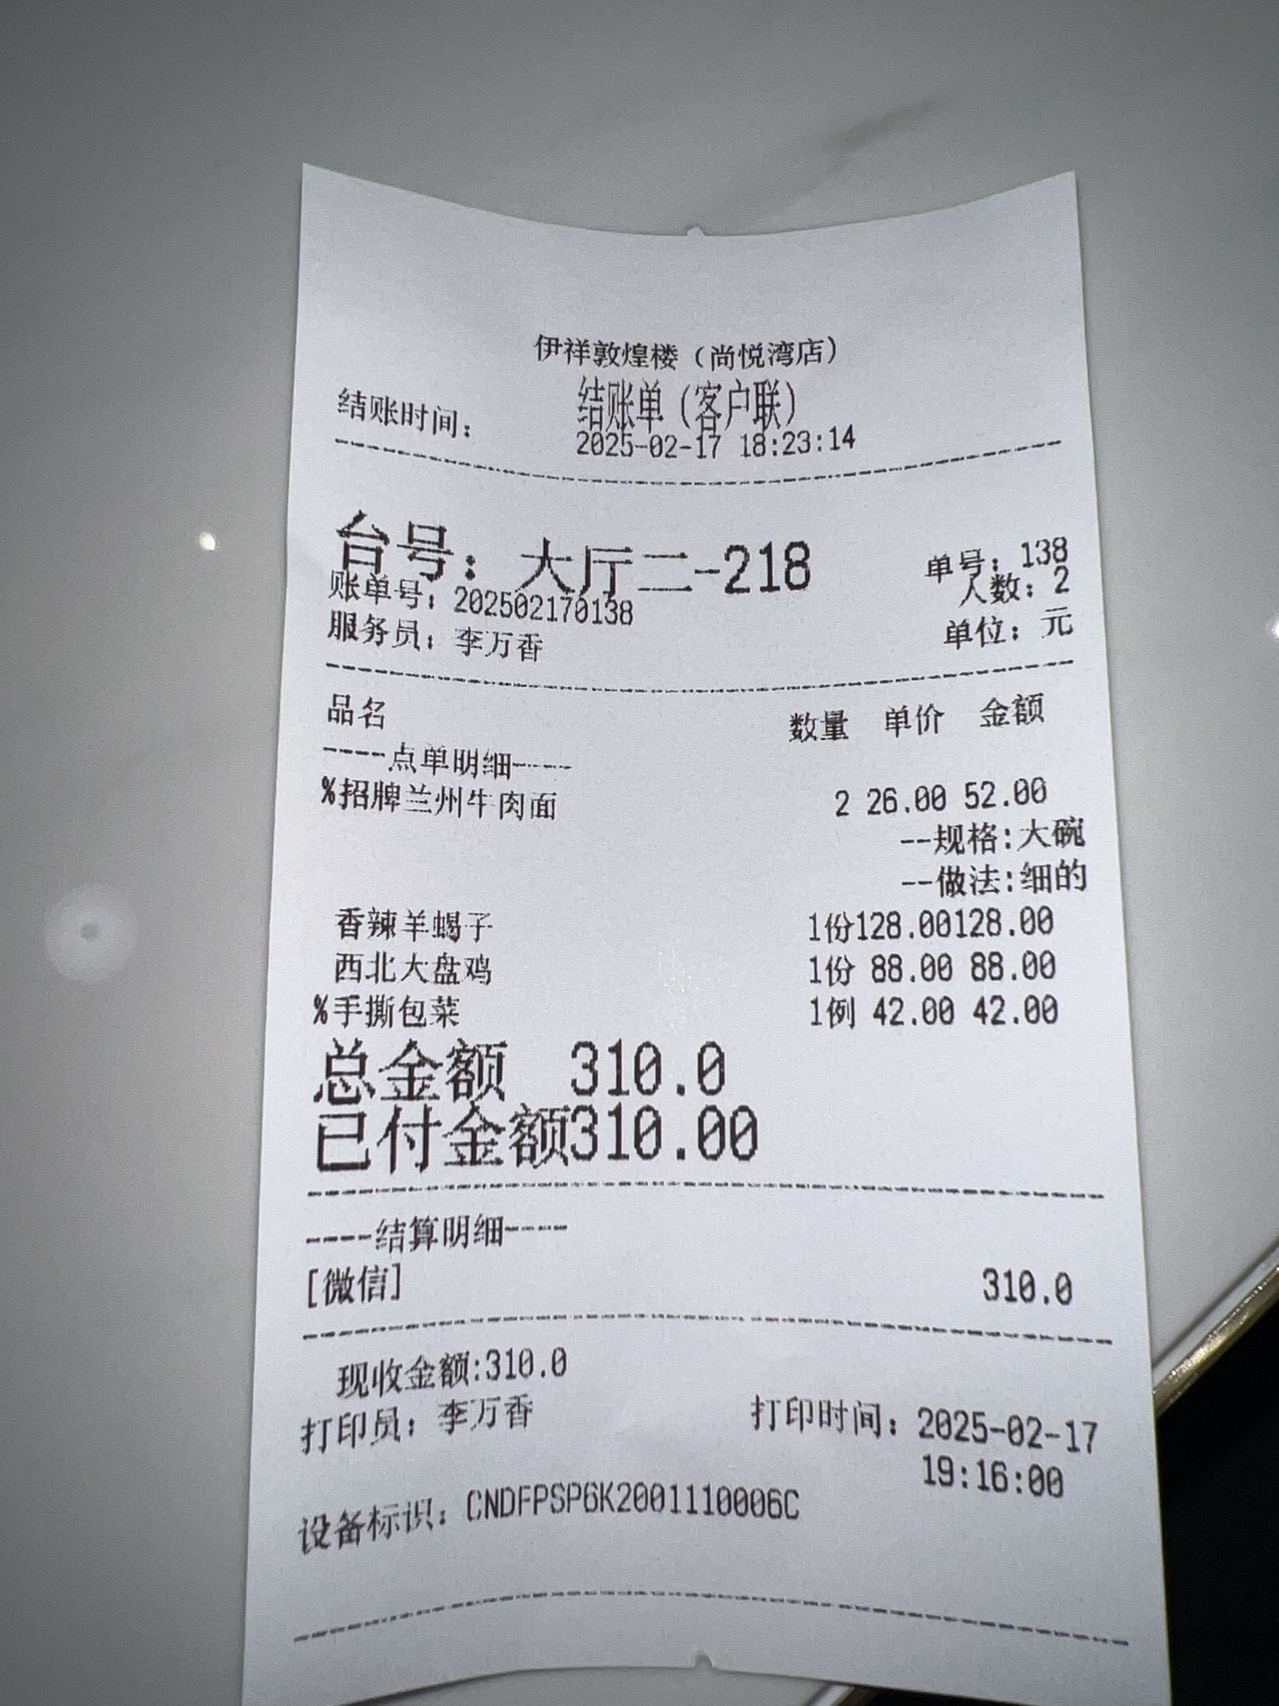 伊祥敦煌楼（尚悦湾店）
结账单（客户联）
结账时间： 2025-02-17 18:23:14
台号：大厅二-218 单号：138
账单号：202502170138 人数：2
服务员：李万香 单位：元
品名 数量 单价 金额
----点单明细----
%招牌兰州牛肉面 2 26.00 52.00
--规格:大碗
--做法:细的
香辣羊蝎子 1份128.00128.00
西北大盘鸡 1份 88.00 88.00
%手撕包菜 1例 42.00 42.00
总金额 310.0
已付金额310.00
----结算明细----
[微信] 310.0
现收金额:310.0
打印员：李万香 打印时间：2025-02-17
19:16:00
设备标识：CNDFPSP6K2001110006C